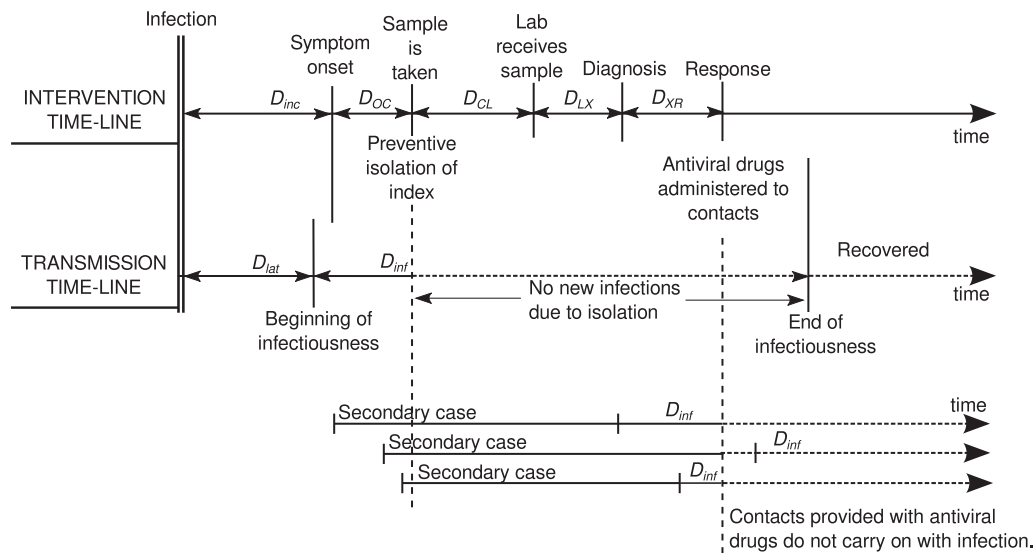 Infection
Symptom
onset
Sample
is
taken
Lab
receives
sample
Diagnosis
Response
INTERVENTION
TIME-LINE
D_inc
D_OC
D_CL
D_LX
D_XR
time
Preventive
isolation of
index
Antiviral drugs
administered to
contacts
TRANSMISSION
TIME-LINE
D_lat
D_inf
Recovered
time
No new infections
due to isolation
Beginning of
infectiousness
End of
infectiousness
time
Secondary case
D_inf
Secondary case
D_inf
Secondary case
D_inf
Contacts provided with antiviral
drugs do not carry on with infection.